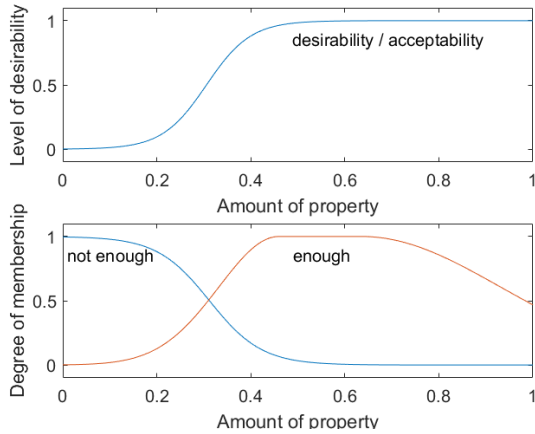 Level of desirability
1
0.5
0
desirability / acceptability
0 0.2 0.4 0.6 0.8 1
Amount of property
Degree of membership
1
0.5
0
not enough
enough
0 0.2 0.4 0.6 0.8 1
Amount of property